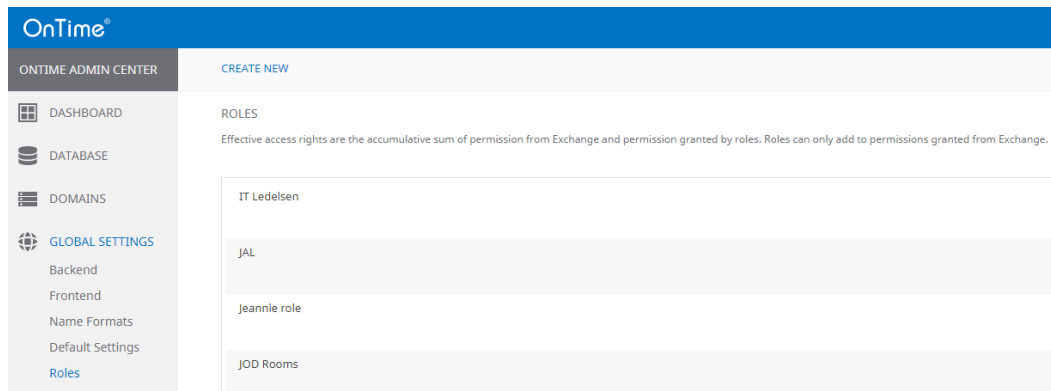 OnTime®
ONTIME ADMIN CENTER
CREATE NEW
DASHBOARD
DATABASE
DOMAINS
GLOBAL SETTINGS
Backend
Frontend
Name Formats
Default Settings
Roles
ROLES
Effective access rights are the accumulative sum of permission from Exchange and permission granted by roles. Roles can only add to permissions granted from Exchange.
IT Ledelsen
JAL
Jeannie role
JOD Rooms